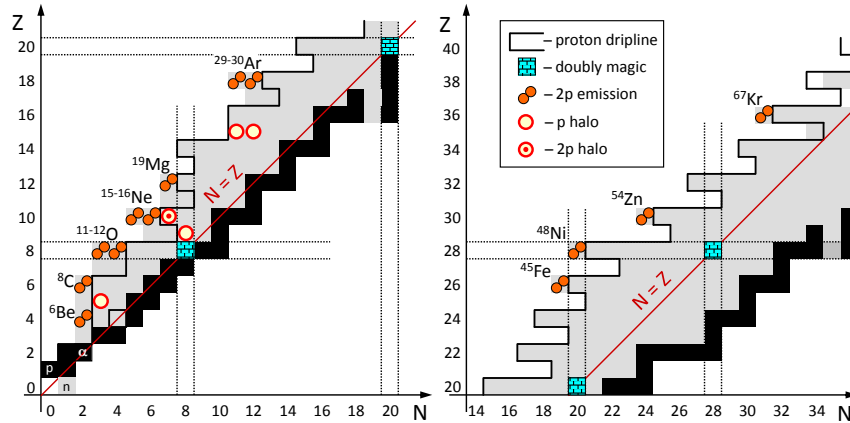 Z
20
18
16
14
12
10
8
6
4
2
0
0 2 4 6 8 10 12 14 16 18 20 N
29-30Ar
19Mg
15-16Ne
11-12O
8C
6Be
N = Z
α
p
n
Z
40
38
36
34
32
30
28
26
24
22
20
14 16 18 20 22 24 26 28 30 32 34 N
– proton dripline
– doubly magic
– 2p emission
– p halo
– 2p halo
67Kr
54Zn
48Ni
45Fe
N = Z